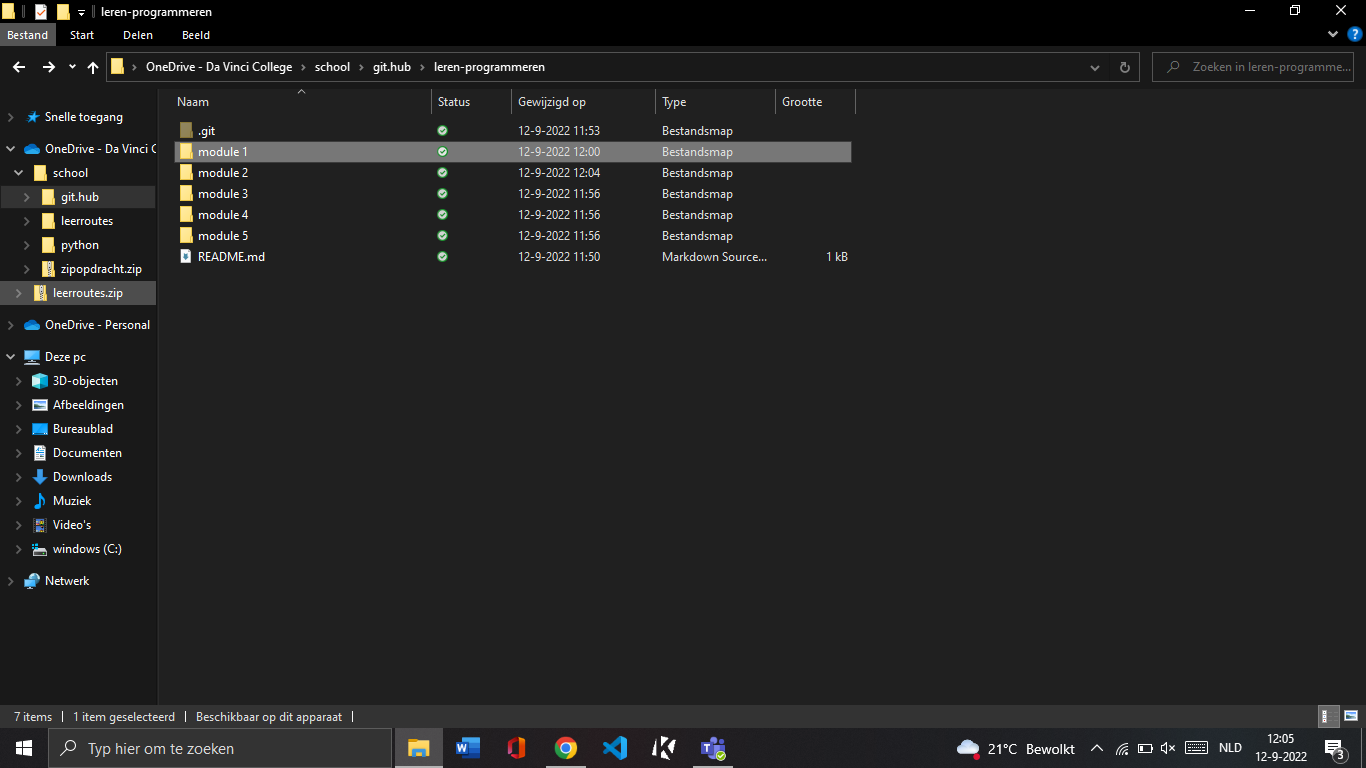 leren-programmeren
Bestand Start Delen Beeld
OneDrive - Da Vinci College school git.hub leren-programmeren Zoeken in leren-programme...
Naam Status Gewijzigd op Type Grootte
.git 12-9-2022 11:53 Bestandsmap
module 1 12-9-2022 12:00 Bestandsmap
module 2 12-9-2022 12:04 Bestandsmap
module 3 12-9-2022 11:56 Bestandsmap
module 4 12-9-2022 11:56 Bestandsmap
module 5 12-9-2022 11:56 Bestandsmap
README.md 12-9-2022 11:50 Markdown Source... 1 kB
Snelle toegang
OneDrive - Da Vinci C
school
git.hub
leerroutes
python
zipopdracht.zip
leerroutes.zip
OneDrive - Personal
Deze pc
3D-objecten
Afbeeldingen
Bureaublad
Documenten
Downloads
Muziek
Video's
windows (C:)
Netwerk
7 items 1 item geselecteerd Beschikbaar op dit apparaat
Typ hier om te zoeken
21°C Bewolkt
NLD
12:05
12-9-2022
3